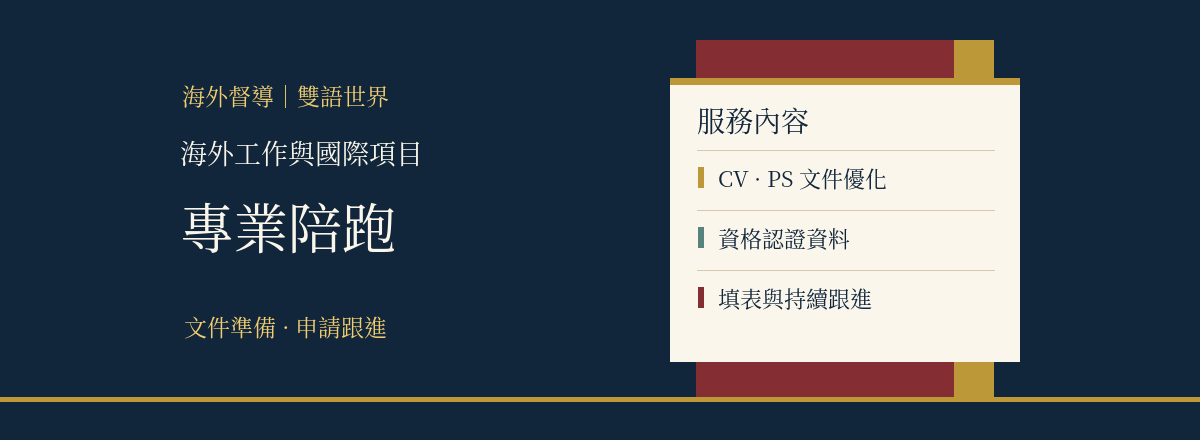 海外督導｜雙語世界
海外工作與國際項目
專業陪跑
文件準備 · 申請跟進
服務內容
CV · PS 文件優化
資格認證資料
填表與持續跟進